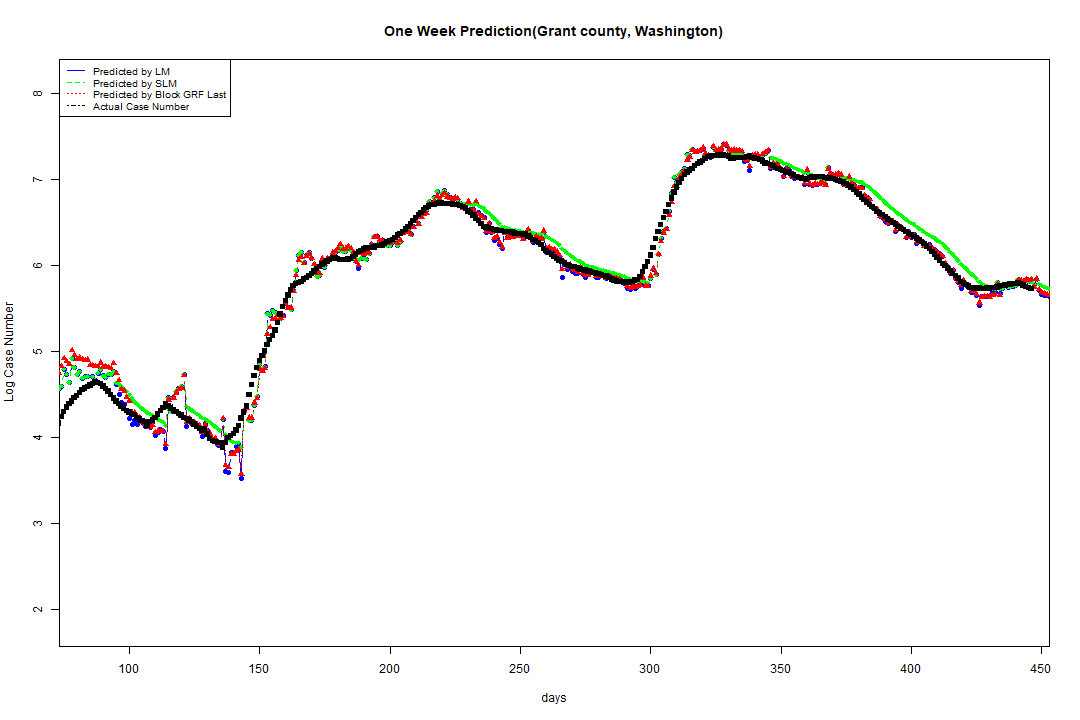 One Week Prediction(Grant county, Washington)
Predicted by LM
Predicted by SLM
Predicted by Block GRF Last
Actual Case Number
8
7
6
5
4
3
2
Log Case Number
100 150 200 250 300 350 400 450
days